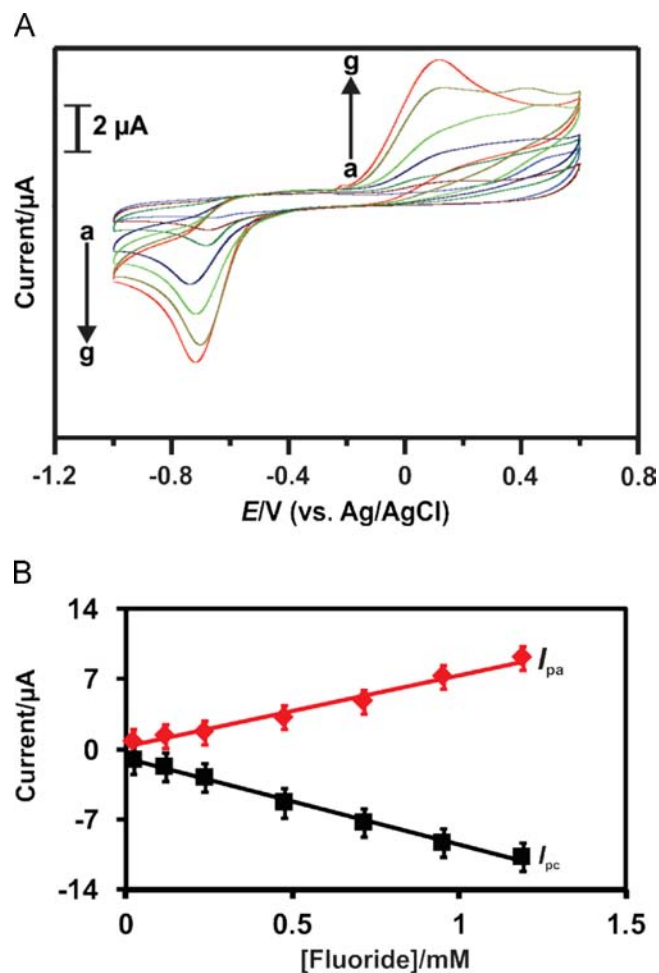 A
g
2 µA
a
a
g
Current/µA
-1.2 -0.8 -0.4 0 0.4 0.8
E/V (vs. Ag/AgCl)
B
14
7
0
-7
-14
Current/µA
Ipa
Ipc
0 0.5 1 1.5
[Fluoride]/mM